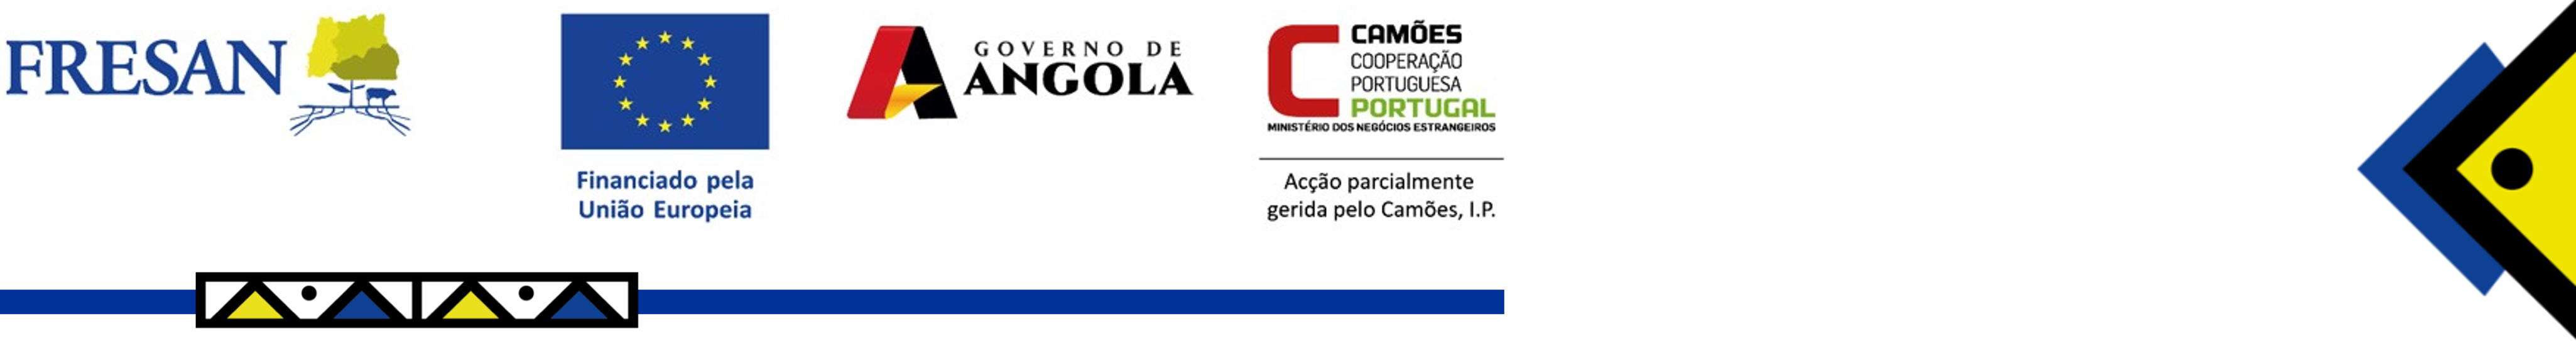 FRESAN
Financiado pela
União Europeia
GOVERNO DE
ANGOLA
CAMÕES
COOPERAÇÃO
PORTUGUESA
PORTUGAL
MINISTÉRIO DOS NEGÓCIOS ESTRANGEIROS
Acção parcialmente
gerida pelo Camões, I.P.